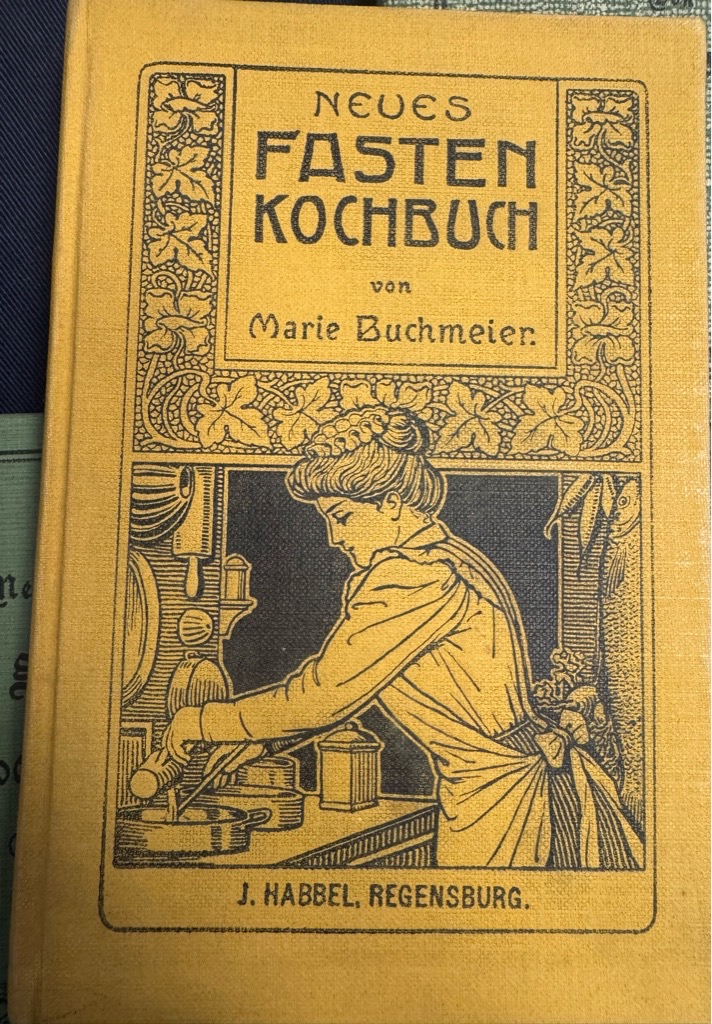 NEUES
FASTEN
KOCHBUCH
von
Marie Buchmeier.
J. HABBEL, REGENSBURG.